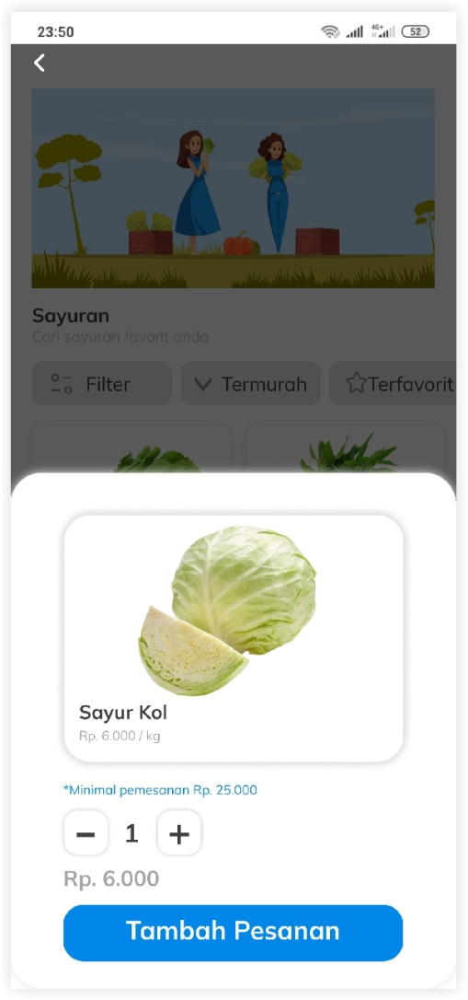 23:50
4G+
52
Sayuran
Cari sayuran favorit anda
Filter
Termurah
Terfavorit
Sayur Kol
Rp. 6.000 / kg
*Minimal pemesanan Rp. 25.000
− 1 +
Rp. 6.000
Tambah Pesanan